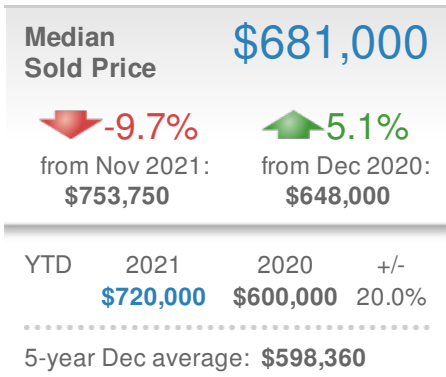 Median
Sold Price
$681,000
-9.7%
from Nov 2021:
$753,750
5.1%
from Dec 2020:
$648,000
YTD 2021 2020 +/-
$720,000 $600,000 20.0%
5-year Dec average: $598,360